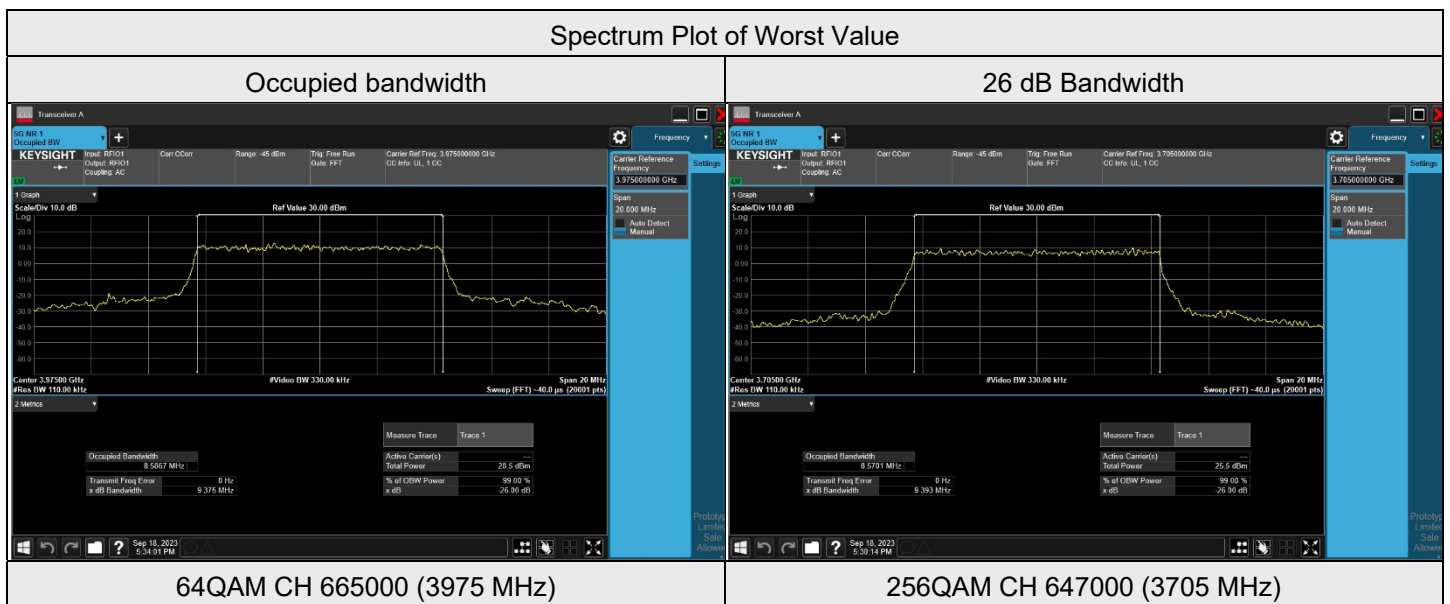 Spectrum Plot of Worst Value
Occupied bandwidth
26 dB Bandwidth
Transceiver A
5G NR 1
Occupied BW
+
Frequency
KEYSIGHT
Input: RFIO1
Output: RFIO1
Coupling: AC
Corr CCorr
Range: -45 dBm
Trig: Free Run
Gate: FFT
Carrier Ref Freq: 3.975000000 GHz
CC Info: UL, 1 CC
Carrier Reference
Frequency
3.975000000 GHz
Settings
Span
20.000 MHz
Auto Detect
Manual
1 Graph
Scale/Div 10.0 dB
Ref Value 30.00 dBm
Log
20.0
10.0
0.00
-10.0
-20.0
-30.0
-40.0
-50.0
-60.0
Center 3.97500 GHz
#Video BW 330.00 kHz
Span 20 MHz
#Res BW 110.00 kHz
Sweep (FFT) ~40.0 µs (20001 pts)
2 Metrics
Measure Trace
Trace 1
Occupied Bandwidth
8.5867 MHz
Active Carrier(s)
---
Total Power
28.5 dBm
Transmit Freq Error
0 Hz
x dB Bandwidth
9.375 MHz
% of OBW Power
99.00 %
x dB
-26.00 dB
Sep 18, 2023
5:34:01 PM
?
Prototyp
Limited
Sale
Allowe
Transceiver A
5G NR 1
Occupied BW
+
Frequency
KEYSIGHT
Input: RFIO1
Output: RFIO1
Coupling: AC
Corr CCorr
Range: -45 dBm
Trig: Free Run
Gate: FFT
Carrier Ref Freq: 3.705000000 GHz
CC Info: UL, 1 CC
Carrier Reference
Frequency
3.705000000 GHz
Settings
Span
20.000 MHz
Auto Detect
Manual
1 Graph
Scale/Div 10.0 dB
Ref Value 30.00 dBm
Log
20.0
10.0
0.00
-10.0
-20.0
-30.0
-40.0
-50.0
-60.0
Center 3.70500 GHz
#Video BW 330.00 kHz
Span 20 MHz
#Res BW 110.00 kHz
Sweep (FFT) ~40.0 µs (20001 pts)
2 Metrics
Measure Trace
Trace 1
Occupied Bandwidth
8.5701 MHz
Active Carrier(s)
---
Total Power
25.5 dBm
Transmit Freq Error
0 Hz
x dB Bandwidth
9.393 MHz
% of OBW Power
99.00 %
x dB
-26.00 dB
Sep 18, 2023
5:30:14 PM
?
Prototyp
Limited
Sale
Allowe
64QAM CH 665000 (3975 MHz)
256QAM CH 647000 (3705 MHz)